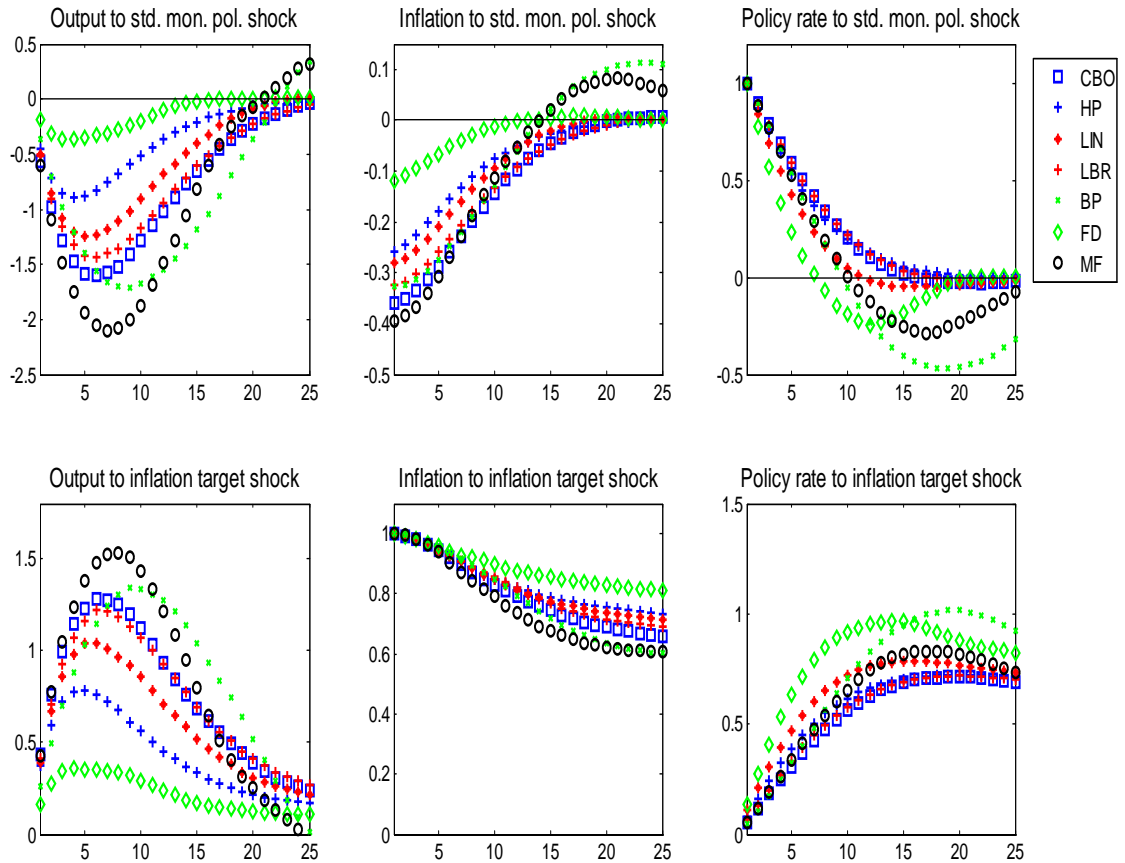 Output to std. mon. pol. shock
0.5
0
-0.5
-1
-1.5
-2
-2.5
5 10 15 20 25
Inflation to std. mon. pol. shock
0.1
0
-0.1
-0.2
-0.3
-0.4
-0.5
5 10 15 20 25
Policy rate to std. mon. pol. shock
1
0.5
0
-0.5
5 10 15 20 25
CBO
HP
LIN
LBR
BP
FD
MF
Output to inflation target shock
1.5
1
0.5
0
5 10 15 20 25
Inflation to inflation target shock
1
0.8
0.6
0.4
0.2
0
5 10 15 20 25
Policy rate to inflation target shock
1.5
1
0.5
0
5 10 15 20 25